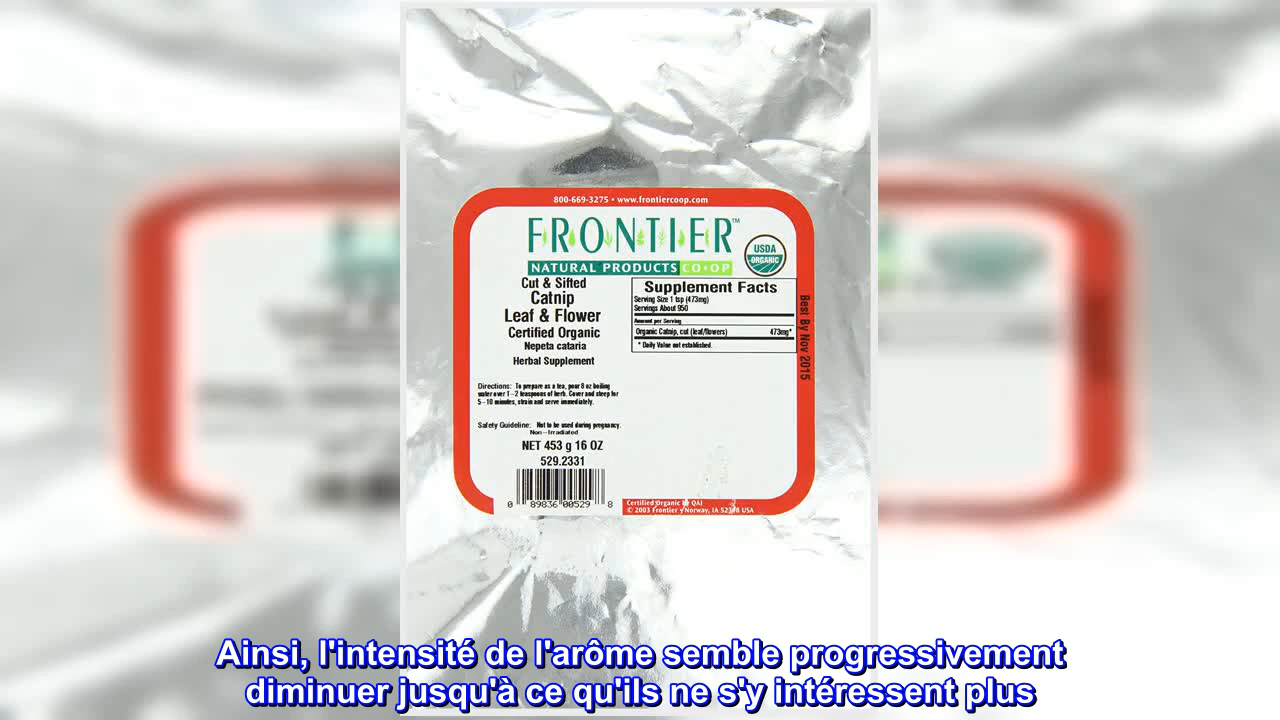 800-669-3275 • www.frontiercoop.com
FRONTIER™
NATURAL PRODUCTS CO•OP
USDA
ORGANIC
Cut & Sifted
Catnip
Leaf & Flower
Certified Organic
Nepeta cataria
Herbal Supplement
Supplement Facts
Serving Size 1 tsp (473mg)
Servings About 950
Amount per Serving
Organic Catnip, cut (leaf/flowers) 473mg*
* Daily Value not established.
Best By Nov 2015
Directions: To prepare as a tea, pour 8 oz boiling
water over 1–2 teaspoons of herb. Cover and steep for
5–10 minutes, strain and serve immediately.
Safety Guideline: Not to be used during pregnancy.
Non–Irradiated
NET 453 g 16 OZ
529.2331
0 89836 00529 8
Certified Organic by QAI
© 2003 Frontier • Norway, IA 52318 USA
Ainsi, l'intensité de l'arôme semble progressivement
diminuer jusqu'à ce qu'ils ne s'y intéressent plus